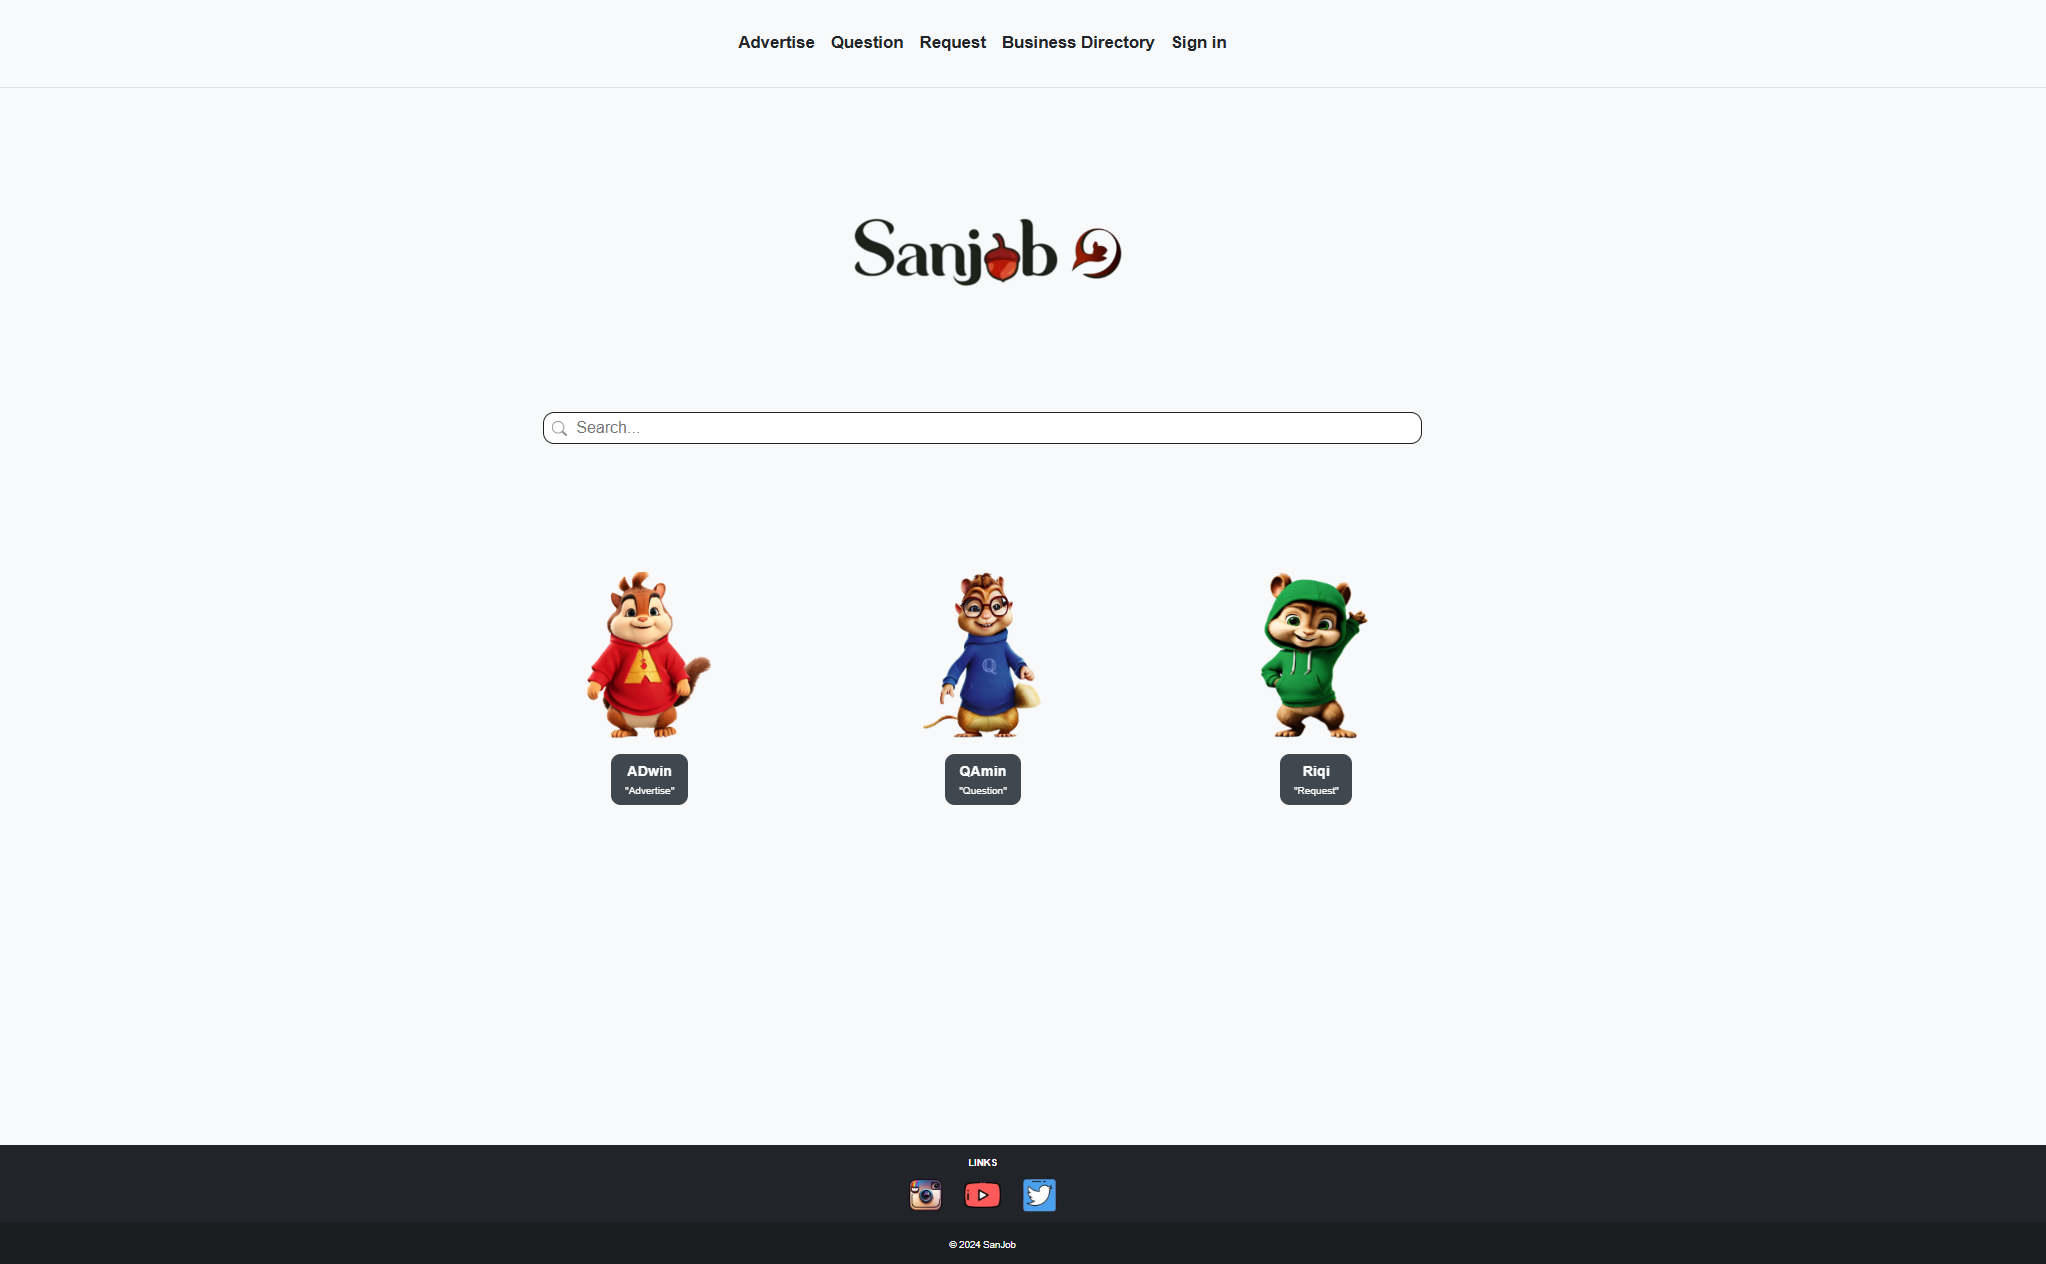 Advertise Question Request Business Directory Sign in
Sanjob
Search...
A
Q
ADwin
"Advertise"
QAmin
"Question"
Riqi
"Request"
LINKS
© 2024 SanJob